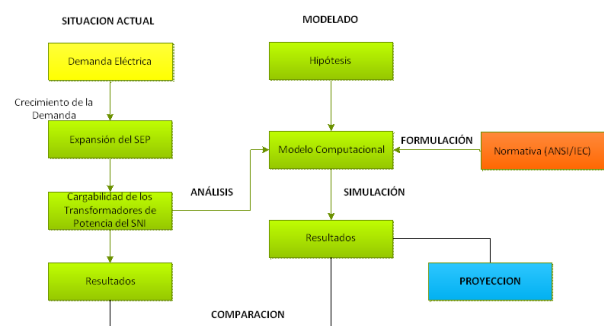 SITUACION ACTUAL
MODELADO
Demanda Eléctrica
Hipótesis
Crecimiento de la
Demanda
Expansión del SEP
Modelo Computacional
FORMULACIÓN
Normativa (ANSI/IEC)
Cargabilidad de los
Transformadores de
Potencia del SNI
ANÁLISIS
SIMULACIÓN
Resultados
Resultados
PROYECCION
COMPARACION